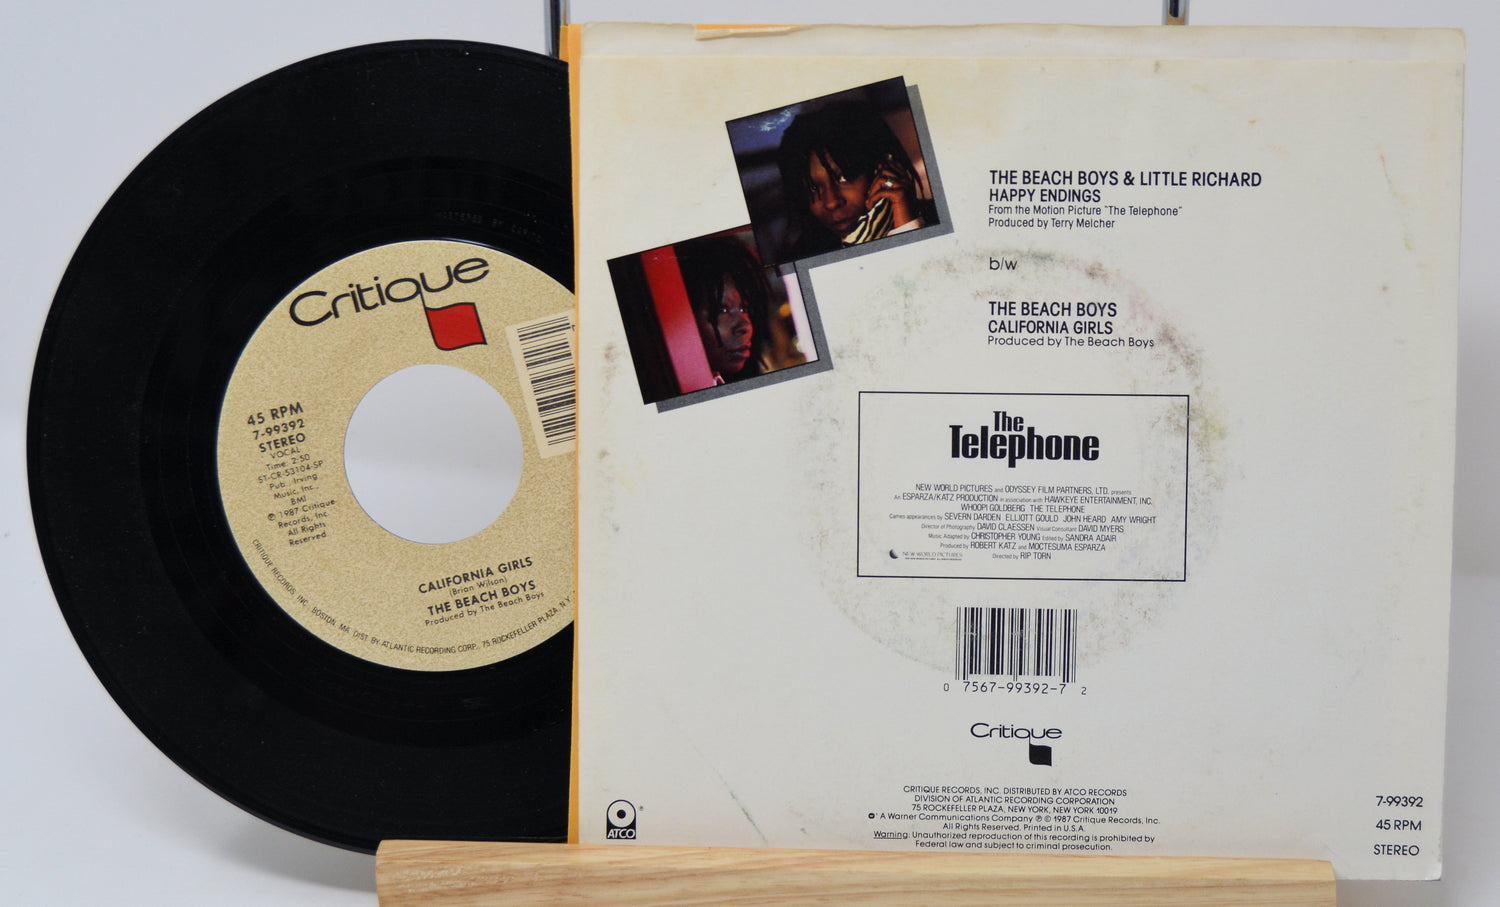 MASTERED BY CAPITOL
Critique
45 RPM
7-99392
STEREO
VOCAL
Time: 2:50
ST-CR-53104-SP
Pub., Irving
Music, Inc.,
BMI
℗ 1987 Critique
Records, Inc.
All Rights
Reserved
CALIFORNIA GIRLS
(Brian Wilson)
THE BEACH BOYS
Produced by The Beach Boys
CRITIQUE RECORDS, INC. BOSTON, MA. DIST. BY ATLANTIC RECORDING CORP., 75 ROCKEFELLER PLAZA, N.Y.
THE BEACH BOYS & LITTLE RICHARD
HAPPY ENDINGS
From the Motion Picture "The Telephone"
Produced by Terry Melcher
b/w
THE BEACH BOYS
CALIFORNIA GIRLS
Produced by The Beach Boys
The
Telephone
NEW WORLD PICTURES and ODYSSEY FILM PARTNERS, LTD. presents
An ESPARZA/KATZ PRODUCTION in association with HAWKEYE ENTERTAINMENT, INC.
WHOOPI GOLDBERG THE TELEPHONE
Cameo appearances by SEVERN DARDEN ELLIOTT GOULD JOHN HEARD AMY WRIGHT
Director of Photography DAVID CLAESSEN Visual Consultant DAVID MYERS
Music Adapted by CHRISTOPHER YOUNG Edited by SANDRA ADAIR
Produced by ROBERT KATZ and MOCTESUMA ESPARZA
NEW WORLD PICTURES
Directed by RIP TORN
0 7567-99392-7 2
Critique
CRITIQUE RECORDS, INC. DISTRIBUTED BY ATCO RECORDS
DIVISION OF ATLANTIC RECORDING CORPORATION
75 ROCKEFELLER PLAZA, NEW YORK, NEW YORK 10019
A Warner Communications Company ℗ © 1987 Critique Records, Inc.
All Rights Reserved. Printed in U.S.A.
Warning: Unauthorized reproduction of this recording is prohibited by
Federal law and subject to criminal prosecution.
ATCO
®
7-99392
45 RPM
STEREO